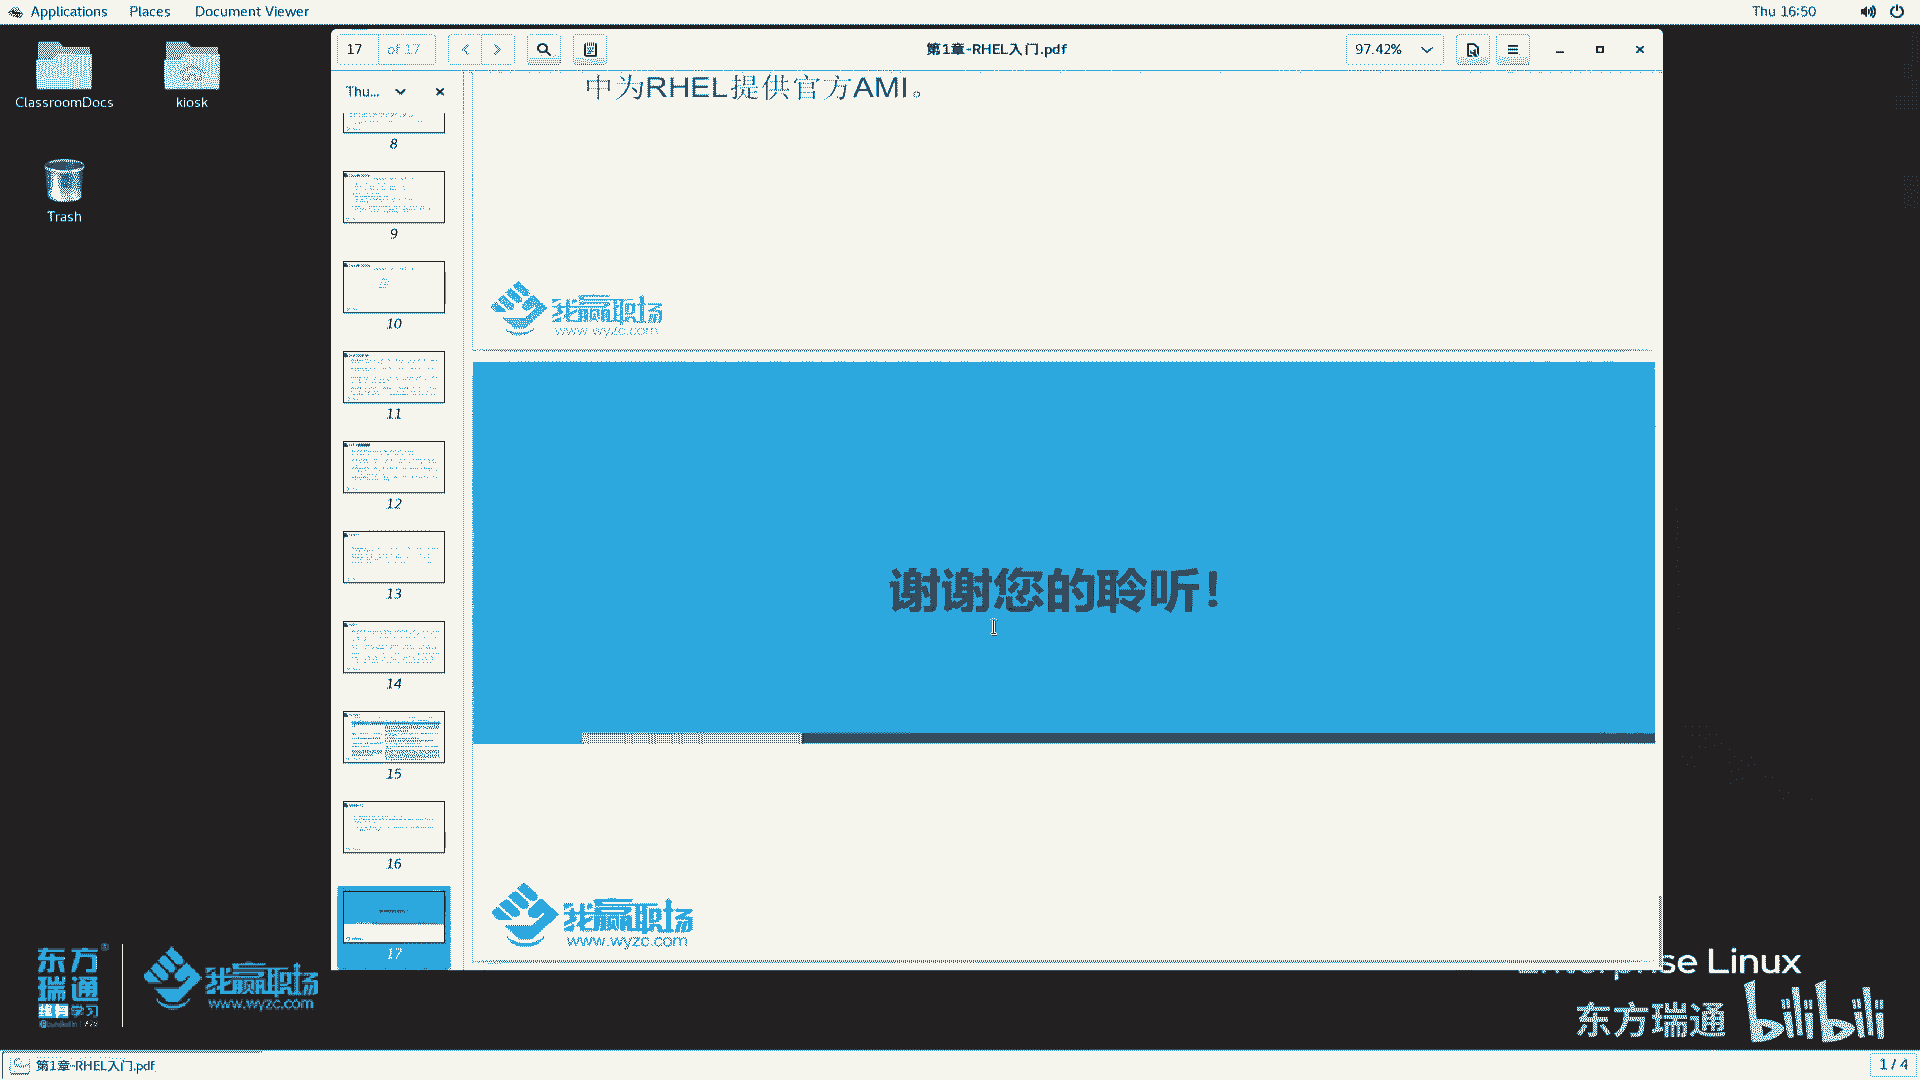 Applications Places Document Viewer Thu 16:50
ClassroomDocs
kiosk
Trash
17 of 17 第1章-RHEL入门.pdf 97.42%
Thu...
8
9
10
11
12
13
14
15
16
17
中为RHEL提供官方AMI。
我赢职场
www.wyzc.com
谢谢您的聆听!
我赢职场
www.wyzc.com
东方
瑞通
学习
我赢职场
www.wyzc.com
Enterprise Linux
东方瑞通 bilibili
第1章-RHEL入门.pdf
1 / 4